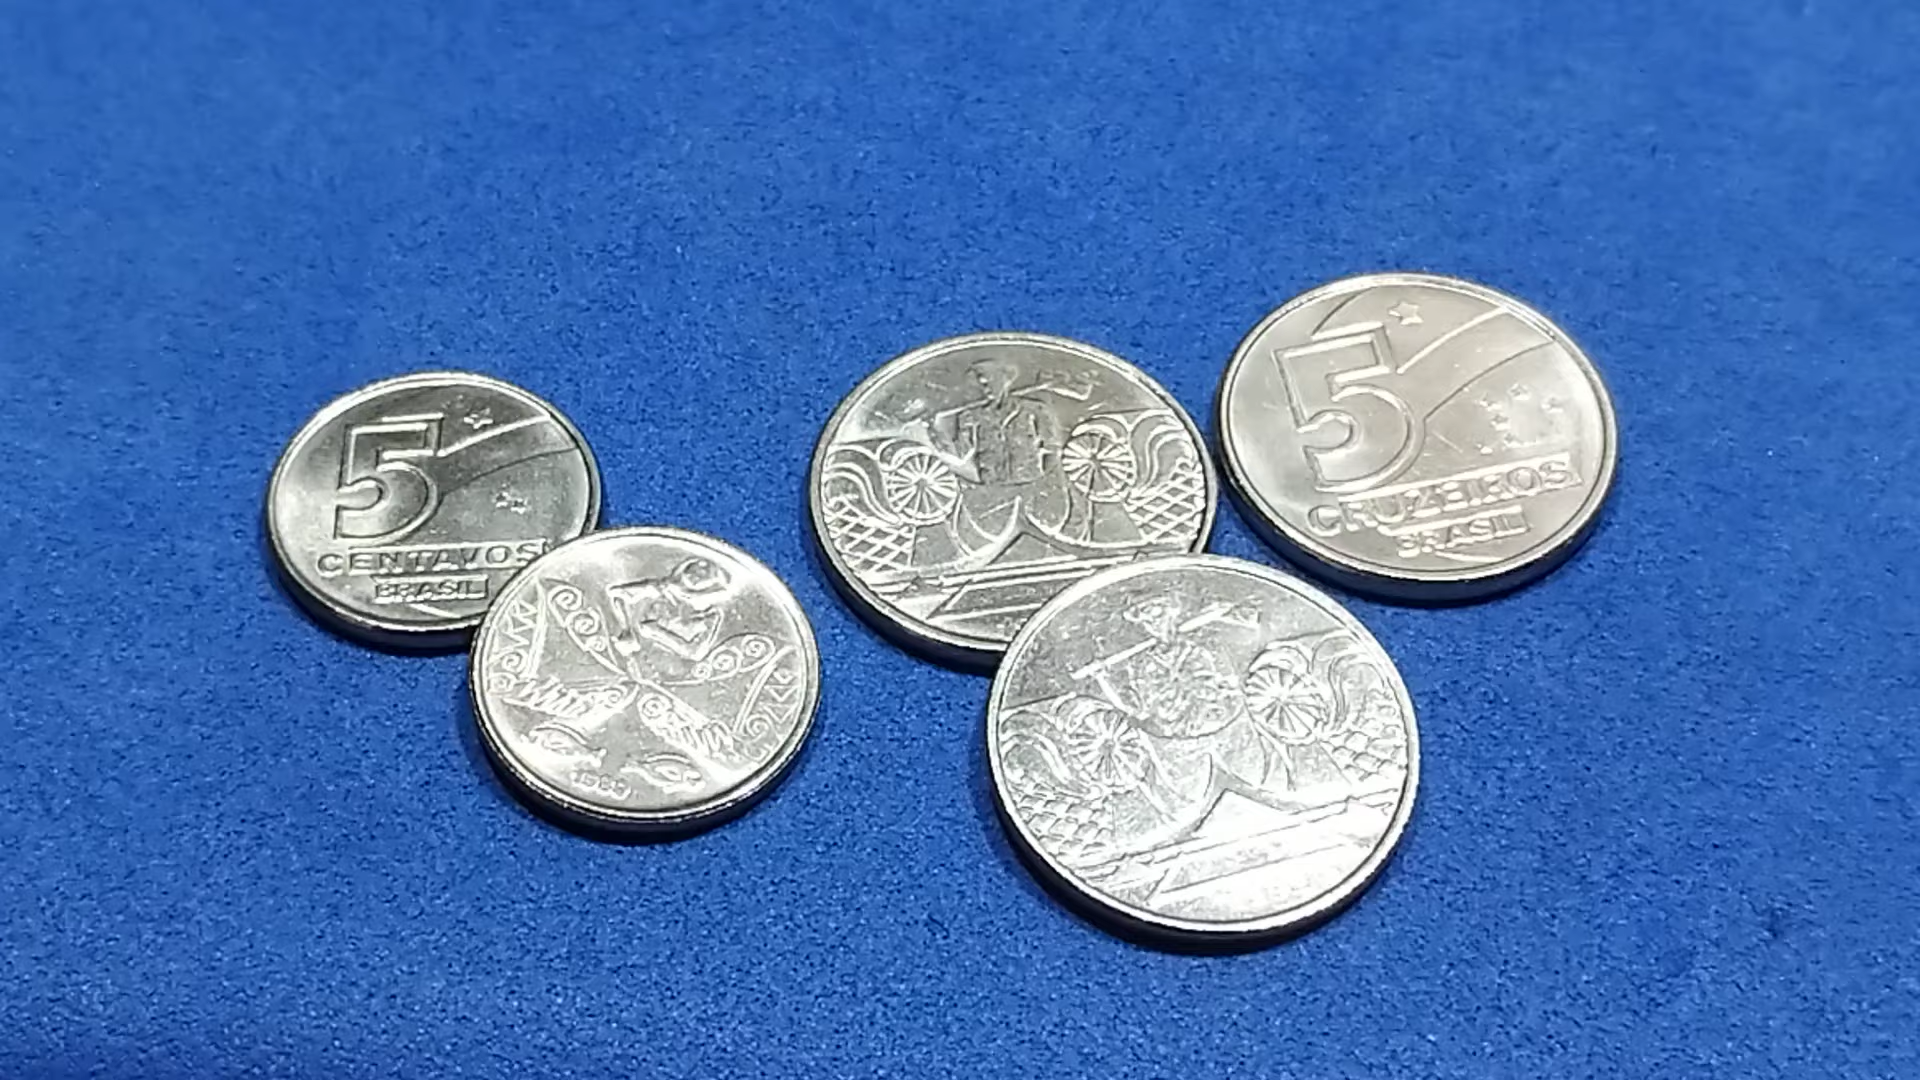 5
CENTAVOS
BRASIL
1989
5
CRUZEIROS
BRASIL